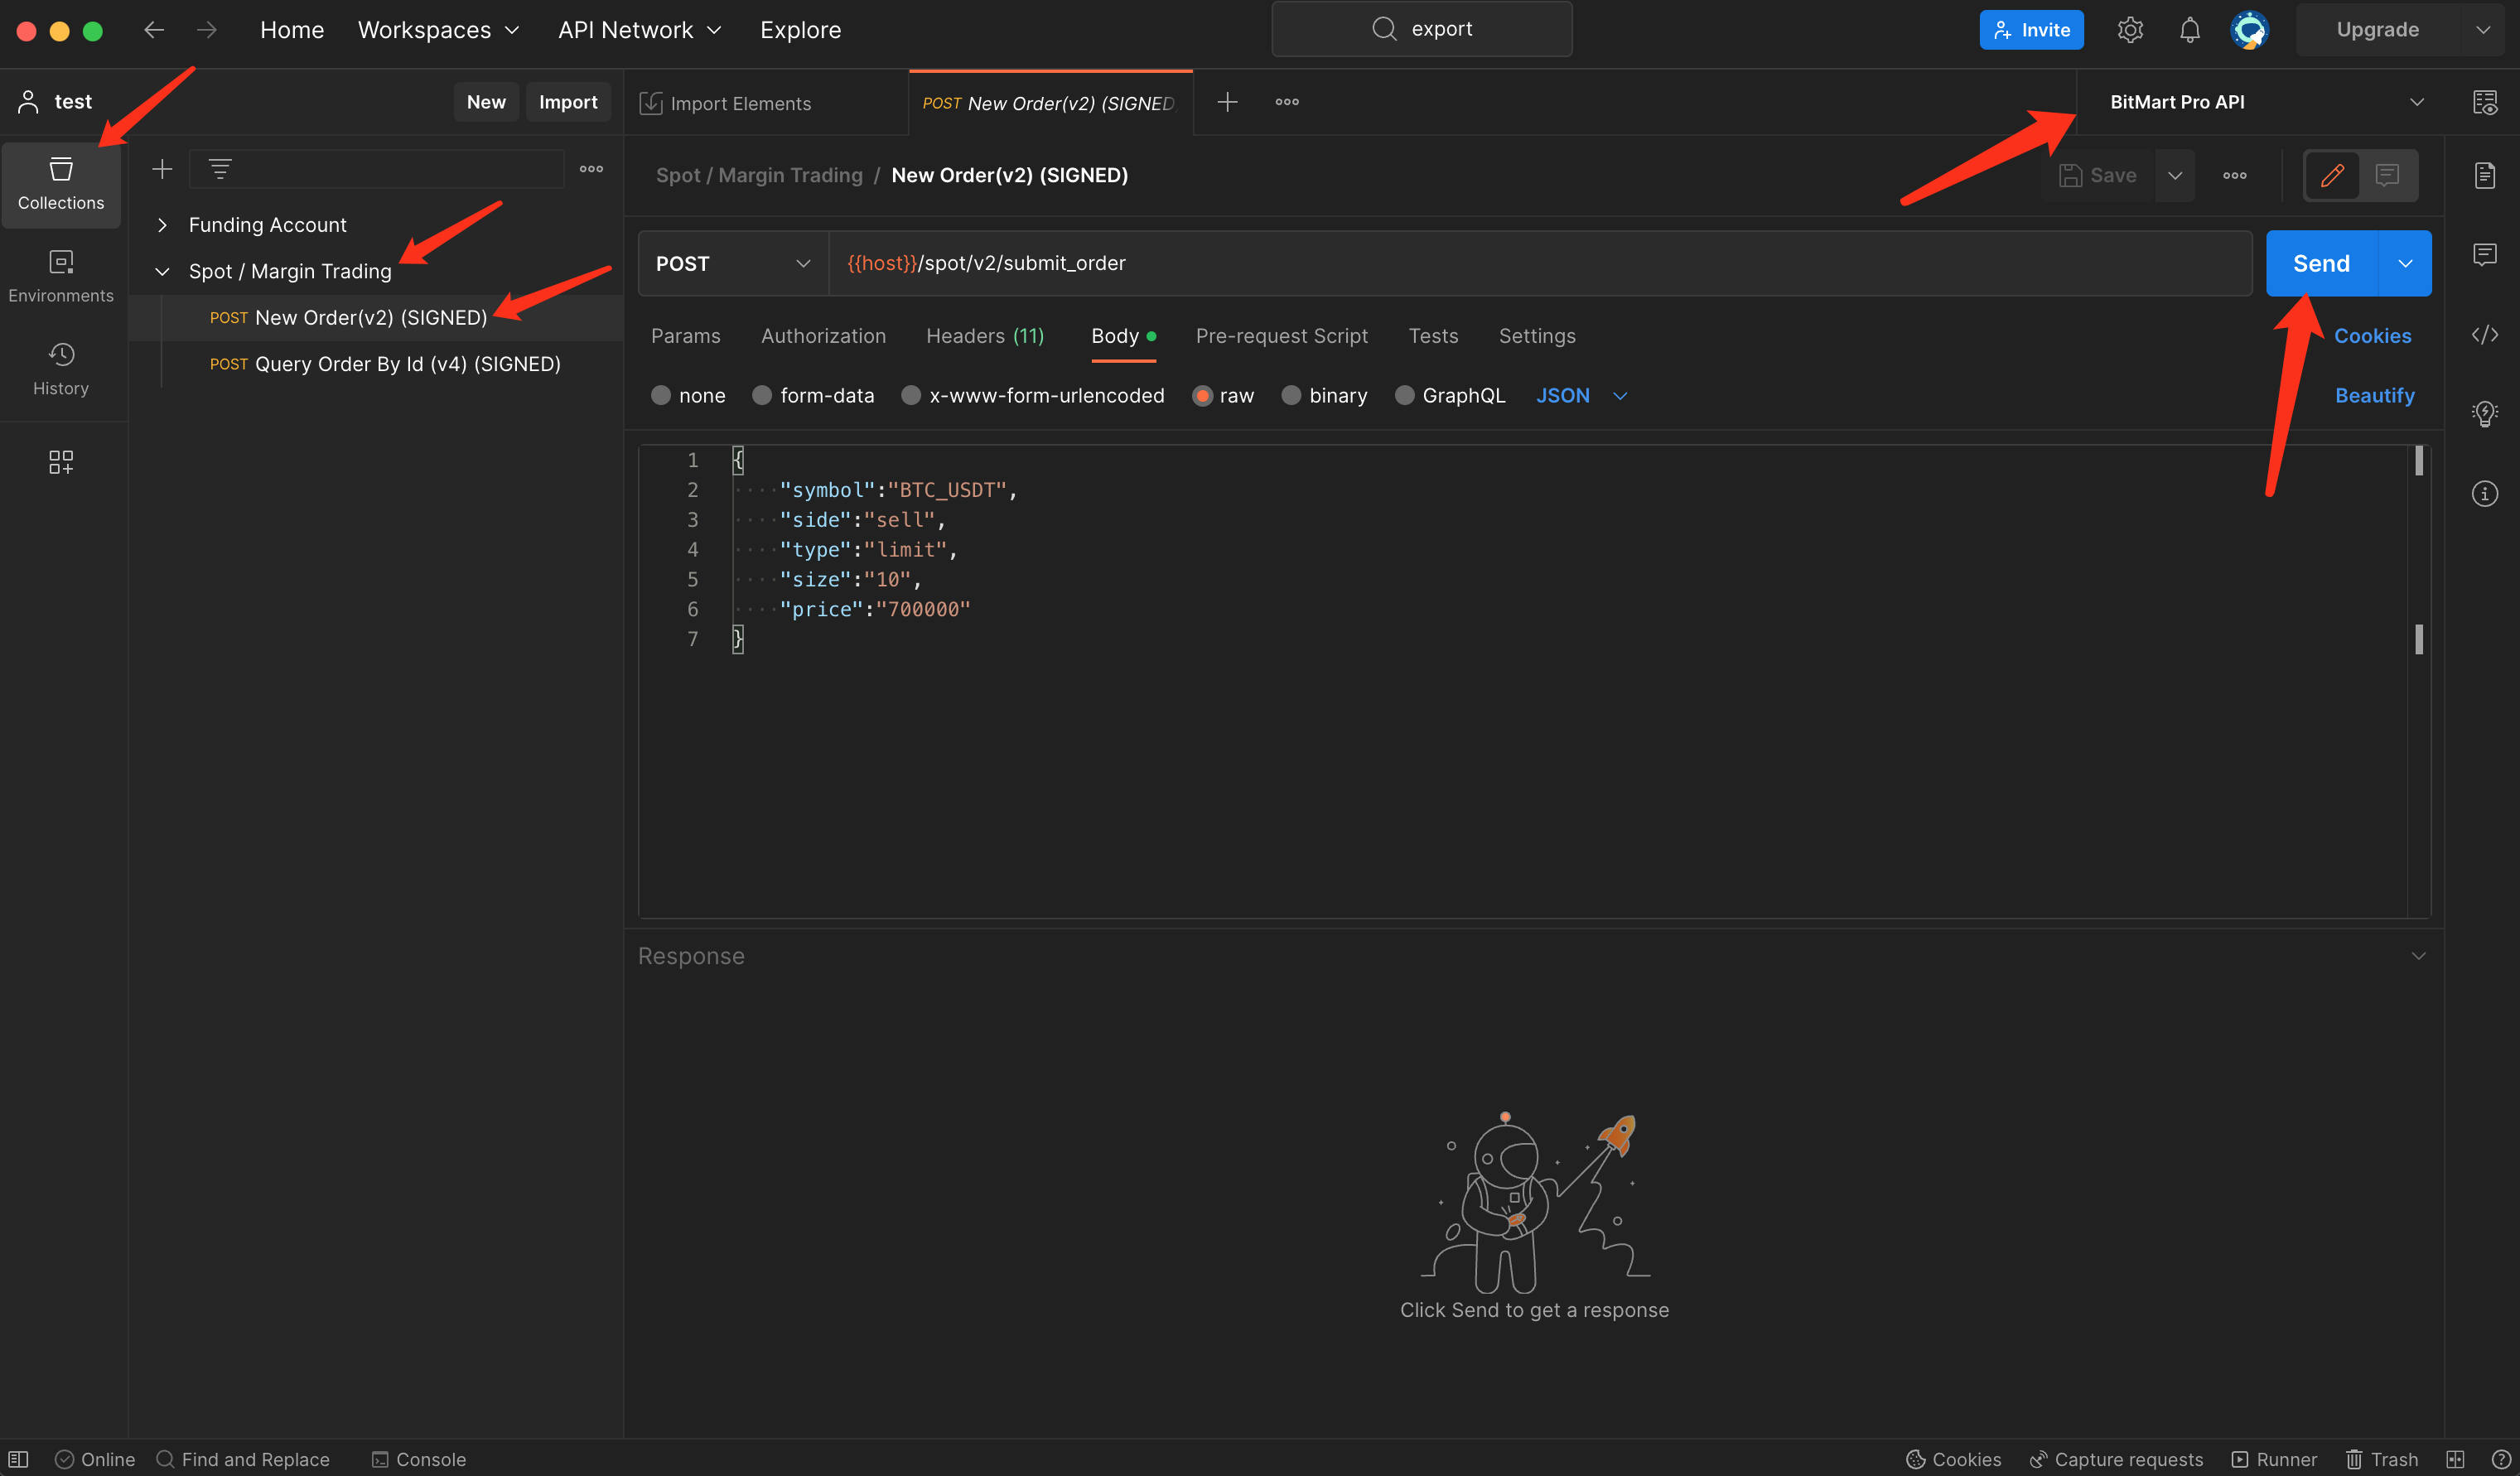 Home Workspaces API Network Explore export Invite Upgrade
test New Import
Import Elements POST New Order(v2) (SIGNED BitMart Pro API
Collections
Environments
History
Funding Account
Spot / Margin Trading
POST New Order(v2) (SIGNED)
POST Query Order By Id (v4) (SIGNED)
Spot / Margin Trading / New Order(v2) (SIGNED) Save
POST {{host}}/spot/v2/submit_order Send
Params Authorization Headers (11) Body Pre-request Script Tests Settings Cookies
none form-data x-www-form-urlencoded raw binary GraphQL JSON Beautify
1 {
2 "symbol":"BTC_USDT",
3 "side":"sell",
4 "type":"limit",
5 "size":"10",
6 "price":"700000"
7 }
Response
Click Send to get a response
Online Find and Replace Console Cookies Capture requests Runner Trash